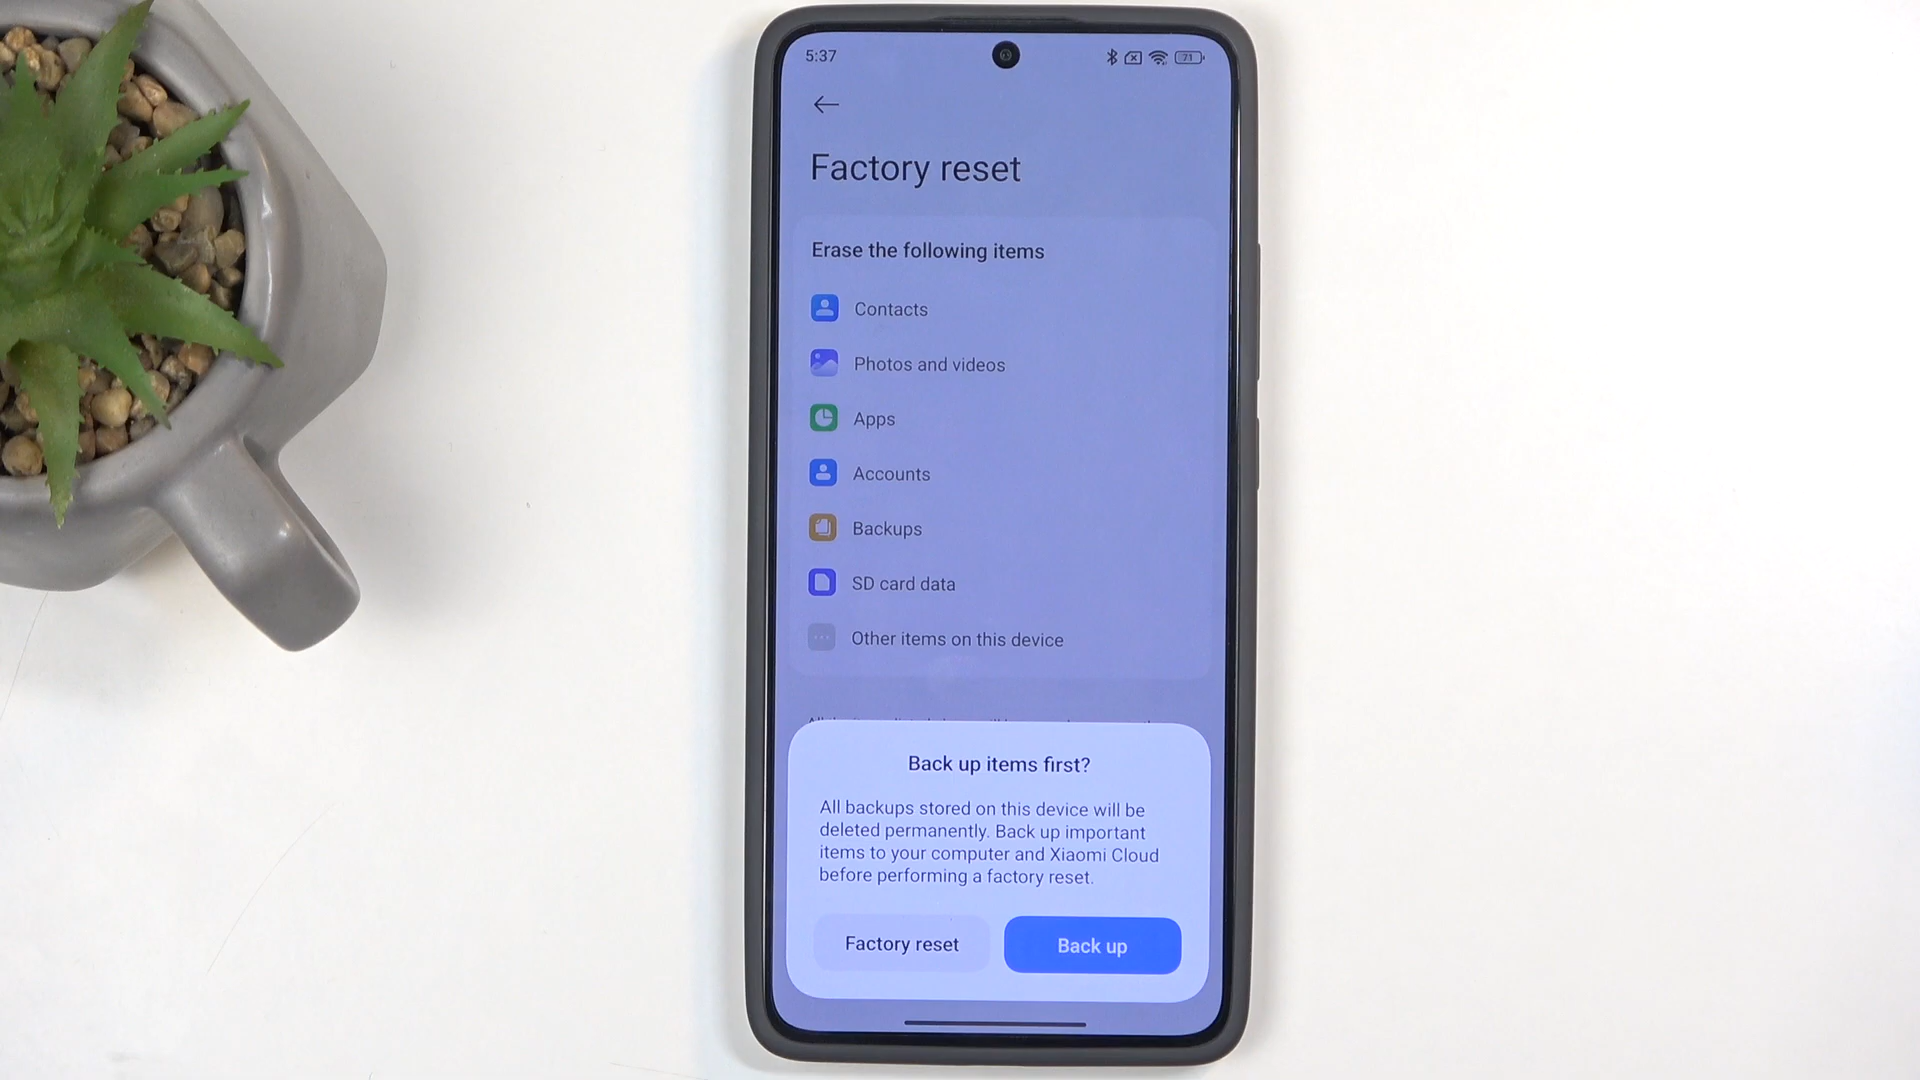 5:37
71
Factory reset
Erase the following items
Contacts
Photos and videos
Apps
Accounts
Backups
SD card data
Other items on this device
Back up items first?
All backups stored on this device will be
deleted permanently. Back up important
items to your computer and Xiaomi Cloud
before performing a factory reset.
Factory reset
Back up